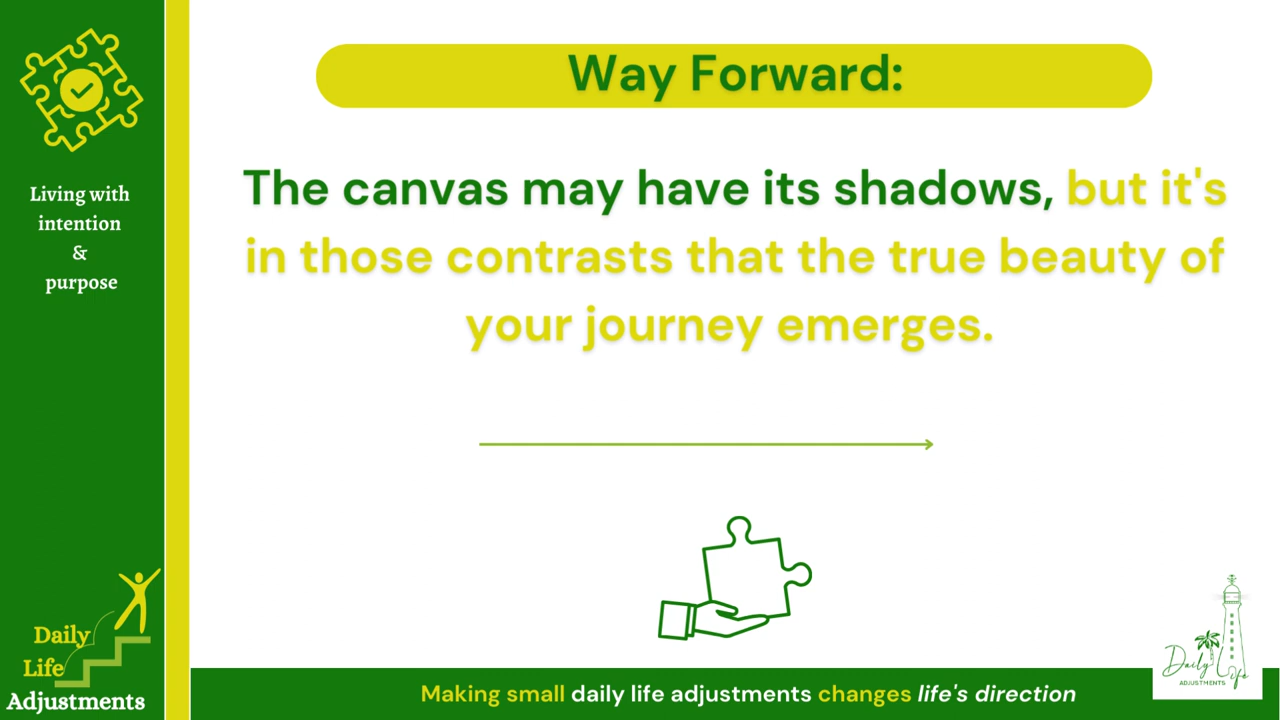 Living with
intention
&
purpose
Daily
Life
Adjustments
Way Forward:
The canvas may have its shadows, but it's
in those contrasts that the true beauty of
your journey emerges.
Making small daily life adjustments changes life's direction
Daily Life
ADJUSTMENTS